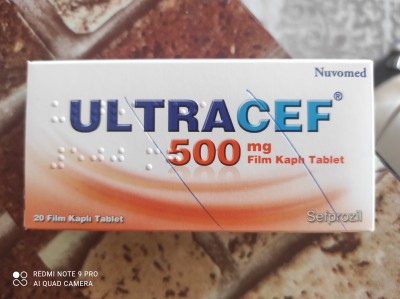 Nuvomed
ULTRACEF®
500 mg
Film Kaplı Tablet
20 Film Kaplı Tablet
Sefprozil
REDMI NOTE 9 PRO
AI QUAD CAMERA